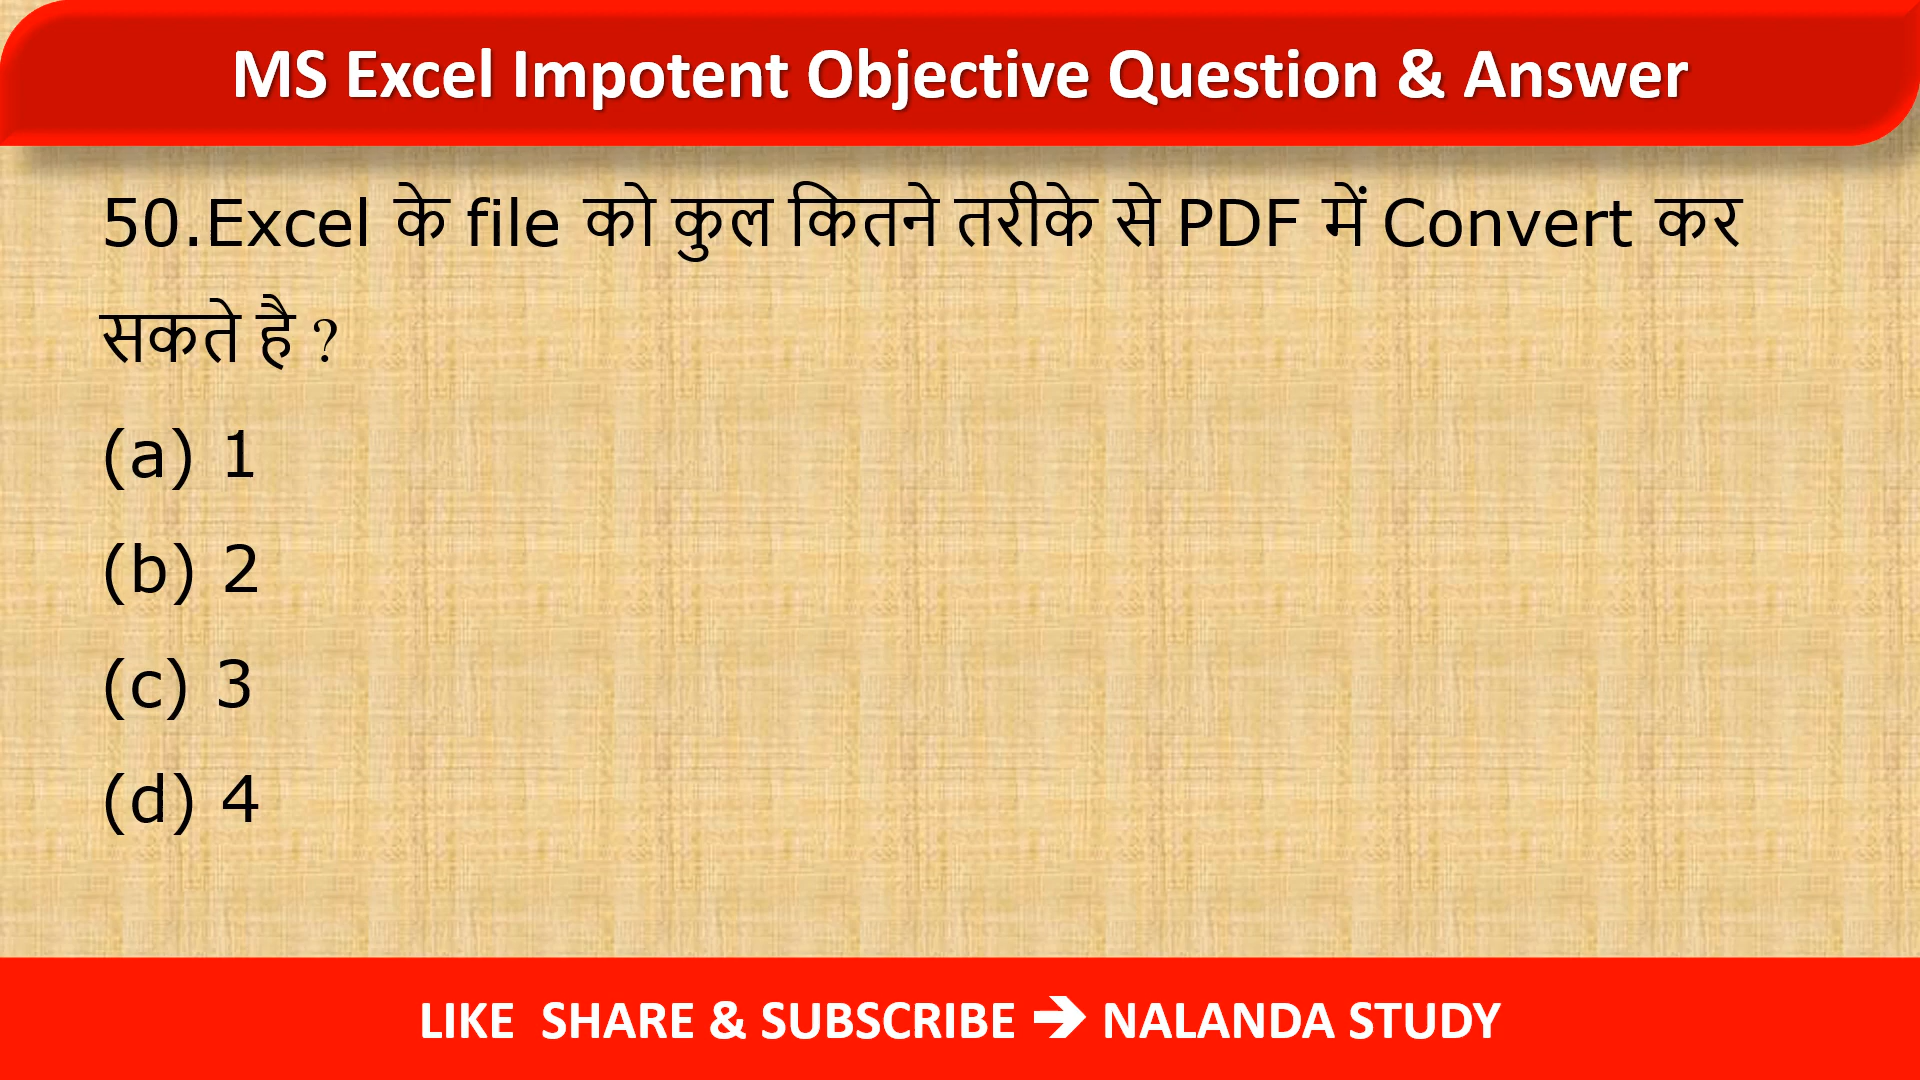 MS Excel Impotent Objective Question & Answer
50.Excel के file को कुल कितने तरीके से PDF में Convert कर
सकते है ?
(a) 1
(b) 2
(c) 3
(d) 4
LIKE SHARE & SUBSCRIBE ➔ NALANDA STUDY